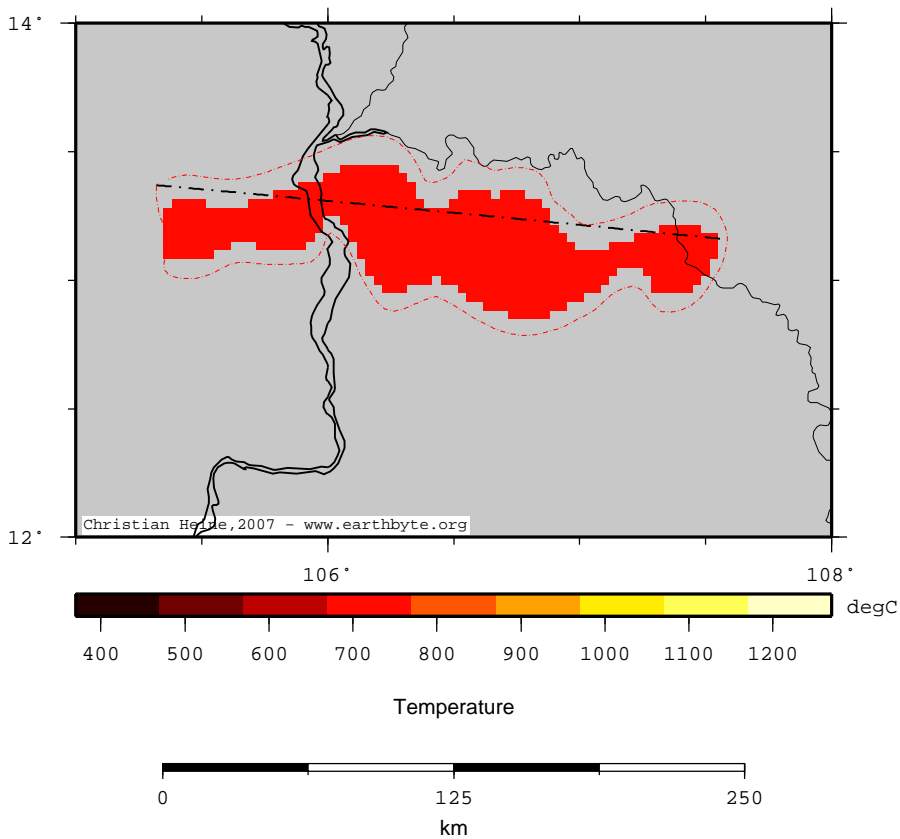 14°
Christian Heine,2007 - www.earthbyte.org
12°
106° 108°
degC
400 500 600 700 800 900 1000 1100 1200
Temperature
0 125 250
km